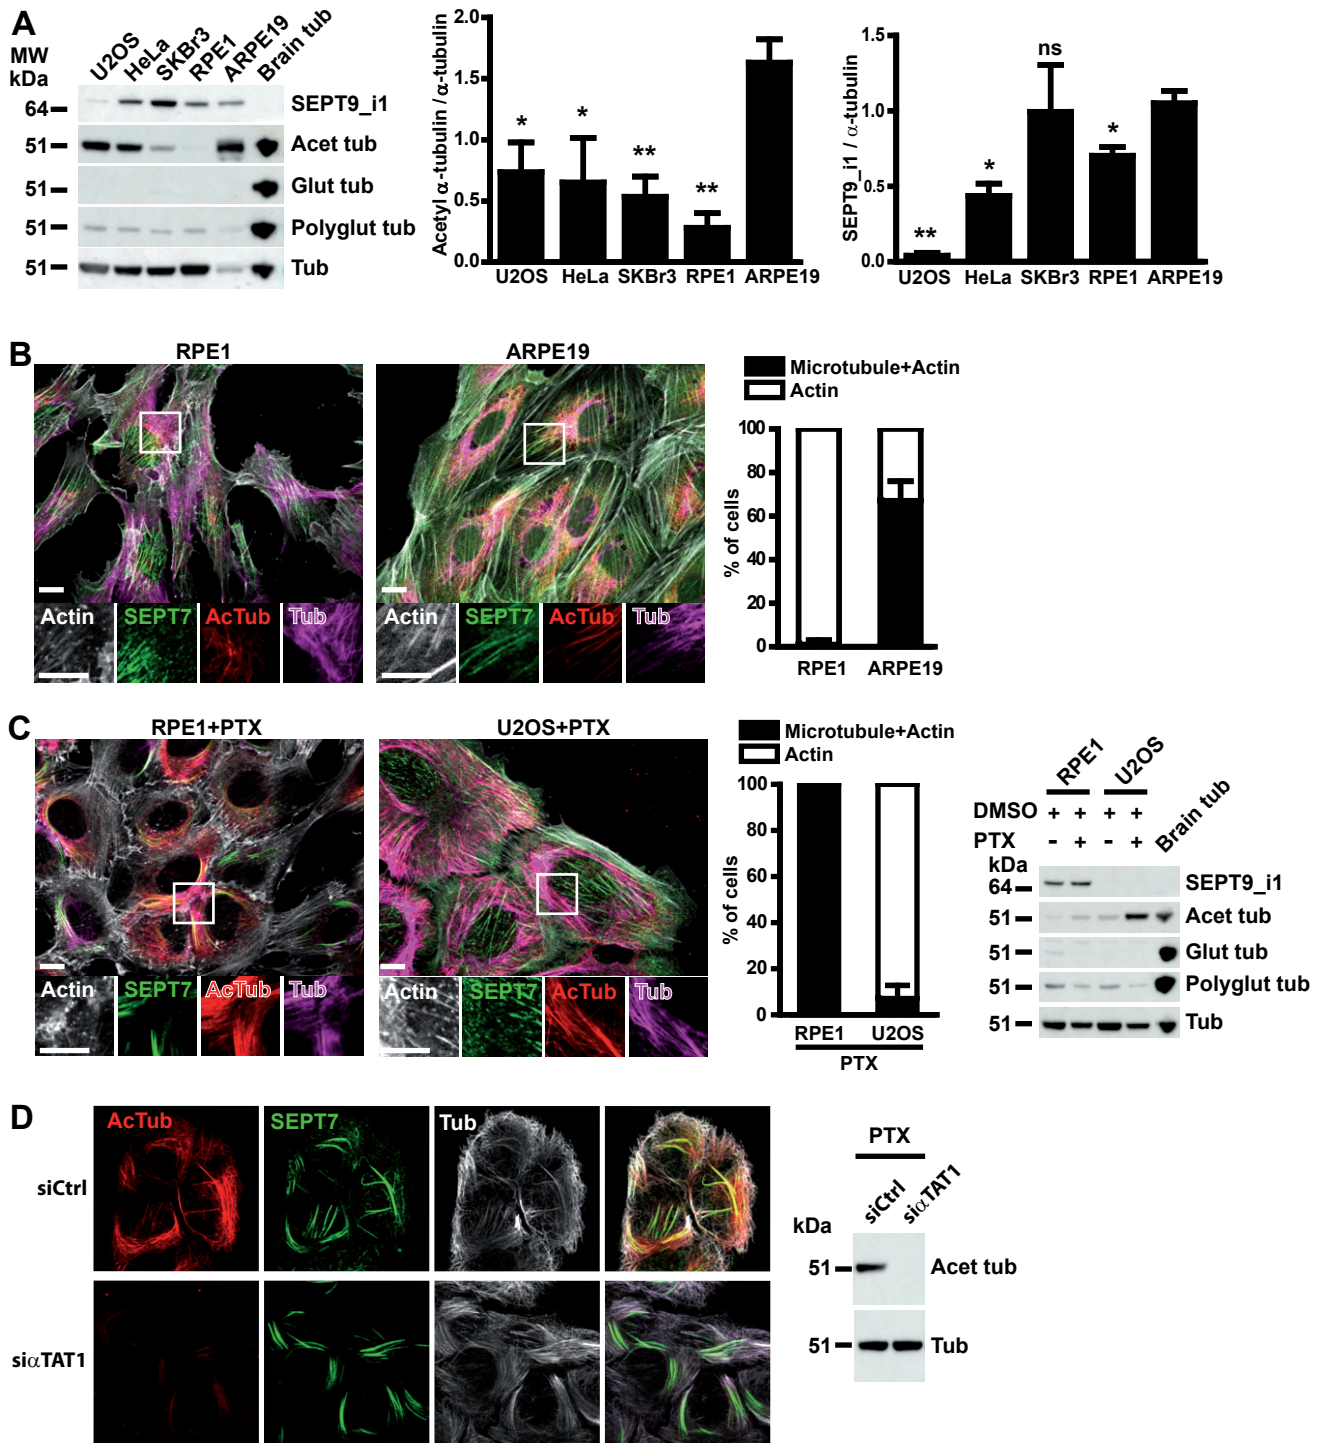 A
MW
kDa
U2OS
HeLa
SKBr3
RPE1
ARPE19
Brain tub
64
SEPT9_i1
51
Acet tub
51
Glut tub
51
Polyglut tub
51
Tub
Acetyl α-tubulin / α-tubulin
2.0
1.5
1.0
0.5
0.0
*
*
**
**
U2OS HeLa SKBr3 RPE1 ARPE19
SEPT9_i1 / α-tubulin
1.5
1.0
0.5
0.0
**
*
ns
*
U2OS HeLa SKBr3 RPE1 ARPE19
B
RPE1
ARPE19
Actin SEPT7 AcTub Tub
Actin SEPT7 AcTub Tub
Microtubule+Actin
Actin
% of cells
100
80
60
40
20
0
RPE1 ARPE19
C
RPE1+PTX
U2OS+PTX
Actin SEPT7 AcTub Tub
Actin SEPT7 AcTub Tub
Microtubule+Actin
Actin
% of cells
100
80
60
40
20
0
RPE1 U2OS
PTX
RPE1 U2OS
Brain tub
DMSO + + + +
PTX - + - +
kDa
64 SEPT9_i1
51 Acet tub
51 Glut tub
51 Polyglut tub
51 Tub
D
AcTub SEPT7 Tub
siCtrl
siαTAT1
PTX
siCtrl
siαTAT1
kDa
51 Acet tub
51 Tub